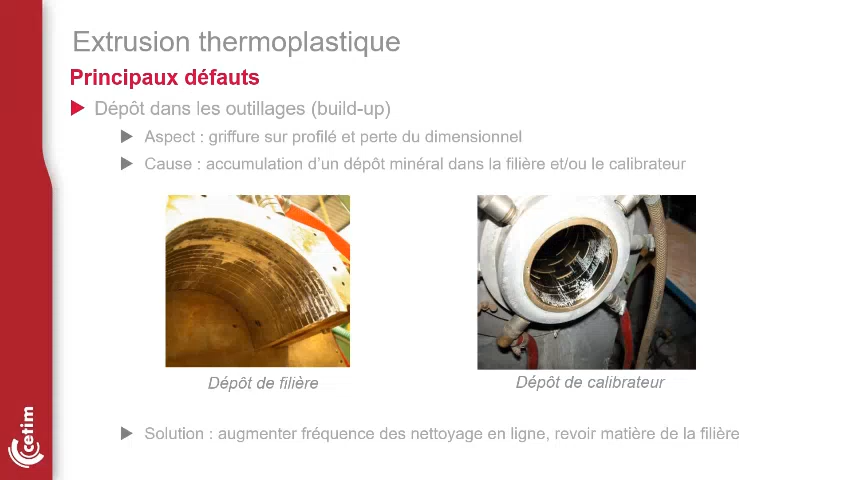 Extrusion thermoplastique
Principaux défauts
Dépôt dans les outillages (build-up)
Aspect : griffure sur profilé et perte du dimensionnel
Cause : accumulation d'un dépôt minéral dans la filière et/ou le calibrateur
Dépôt de filière
Dépôt de calibrateur
Solution : augmenter fréquence des nettoyage en ligne, revoir matière de la filière
cetim